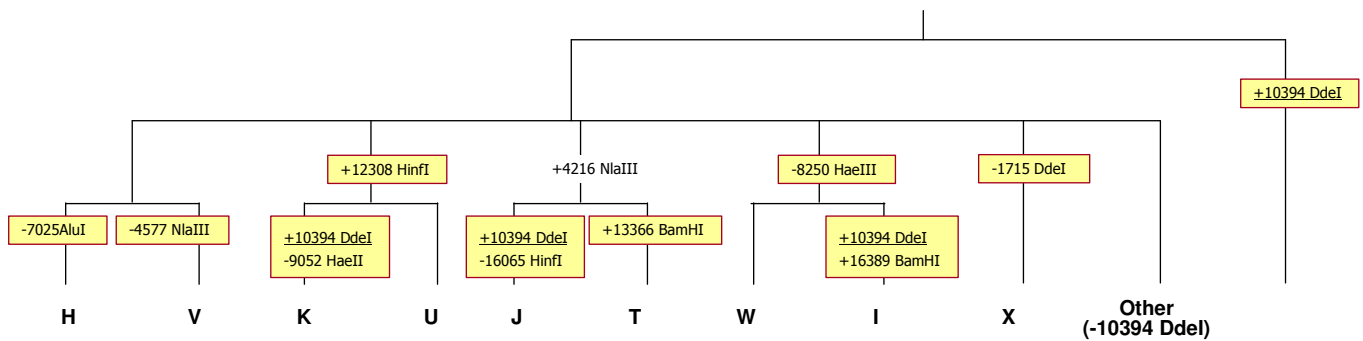 +10394 DdeI
+12308 HinfI
+4216 NlaIII
-8250 HaeIII
-1715 DdeI
-7025AluI
-4577 NlaIII
+10394 DdeI
-9052 HaeII
+10394 DdeI
-16065 HinfI
+13366 BamHI
+10394 DdeI
+16389 BamHI
H
V
K
U
J
T
W
I
X
Other
(-10394 DdeI)